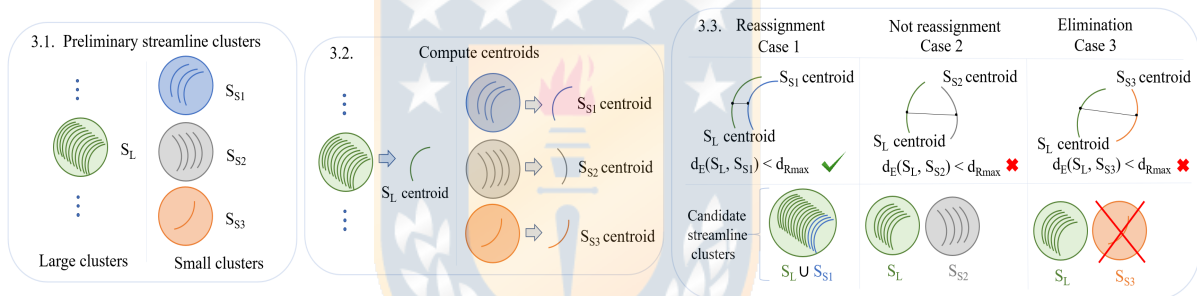 3.1. Preliminary streamline clusters
S_L
S_S1
S_S2
S_S3
Large clusters
Small clusters
3.2.
Compute centroids
S_L centroid
S_S1 centroid
S_S2 centroid
S_S3 centroid
3.3. Reassignment
Case 1
S_S1 centroid
S_L centroid
d_E(S_L, S_S1) < d_Rmax
Not reassignment
Case 2
S_S2 centroid
S_L centroid
d_E(S_L, S_S2) < d_Rmax
Elimination
Case 3
S_S3 centroid
S_L centroid
d_E(S_L, S_S3) < d_Rmax
Candidate
streamline
clusters
S_L ∪ S_S1
S_L
S_S2
S_L
S_S3